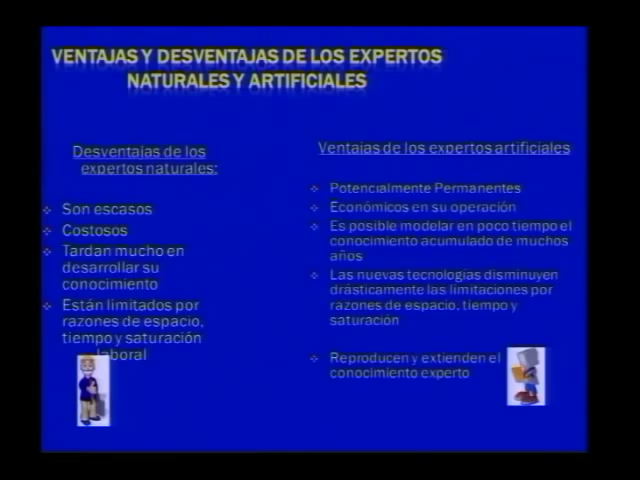 VENTAJAS Y DESVENTAJAS DE LOS EXPERTOS
NATURALES Y ARTIFICIALES
Desventajas de los
expertos naturales:
Son escasos
Costosos
Tardan mucho en
desarrollar su
conocimiento
Están limitados por
razones de espacio,
tiempo y saturación
laboral
Ventajas de los expertos artificiales
Potencialmente Permanentes
Económicos en su operación
Es posible modelar en poco tiempo el
conocimiento acumulado de muchos
años
Las nuevas tecnologías disminuyen
drásticamente las limitaciones por
razones de espacio, tiempo y
saturación
Reproducen y extienden el
conocimiento experto